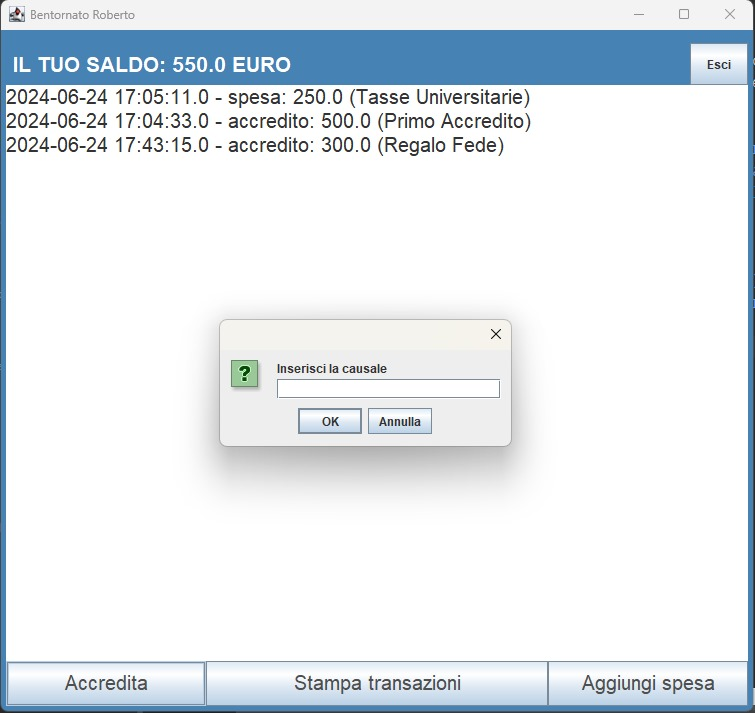 Bentornato Roberto
IL TUO SALDO: 550.0 EURO
Esci
2024-06-24 17:05:11.0 - spesa: 250.0 (Tasse Universitarie)
2024-06-24 17:04:33.0 - accredito: 500.0 (Primo Accredito)
2024-06-24 17:43:15.0 - accredito: 300.0 (Regalo Fede)
?
Inserisci la causale
OK
Annulla
Accredita
Stampa transazioni
Aggiungi spesa